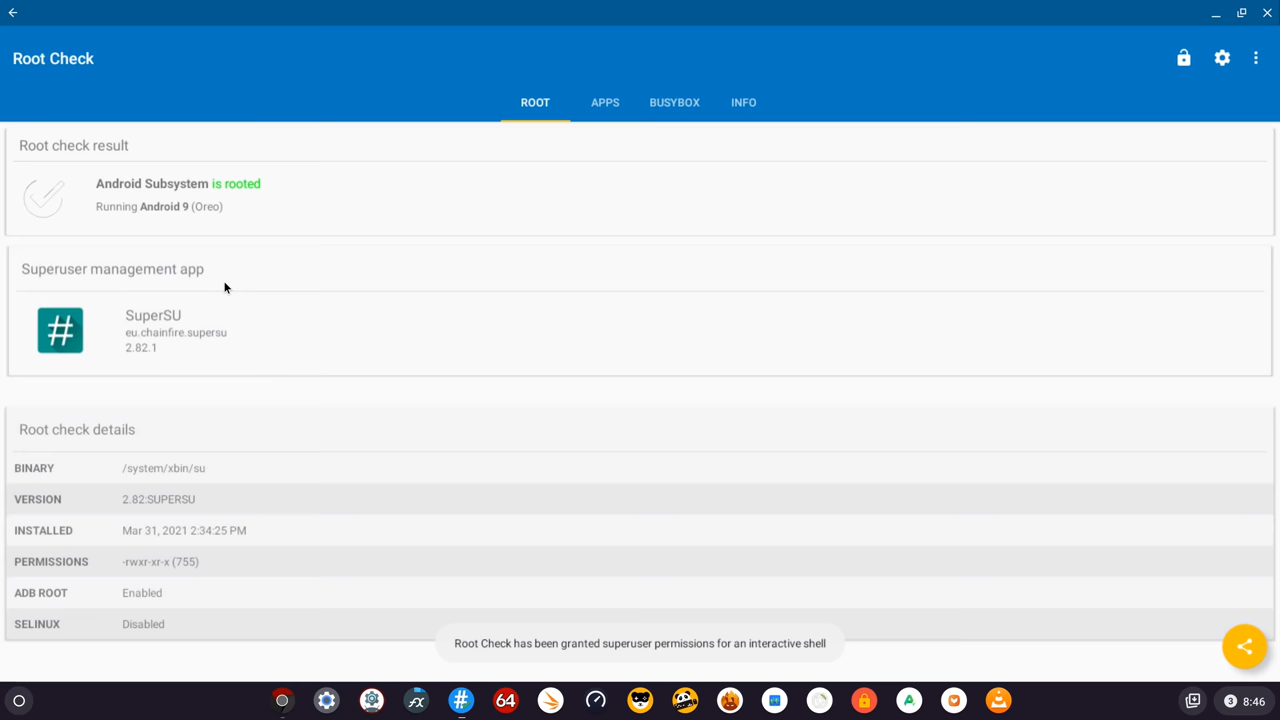 Root Check
ROOT APPS BUSYBOX INFO
Root check result
Android Subsystem is rooted
Running Android 9 (Oreo)
Superuser management app
#
SuperSU
eu.chainfire.supersu
2.82.1
Root check details
BINARY /system/xbin/su
VERSION 2.82:SUPERSU
INSTALLED Mar 31, 2021 2:34:25 PM
PERMISSIONS -rwxr-xr-x (755)
ADB ROOT Enabled
SELINUX Disabled
Root Check has been granted superuser permissions for an interactive shell
fx # 64 A 3 8:46